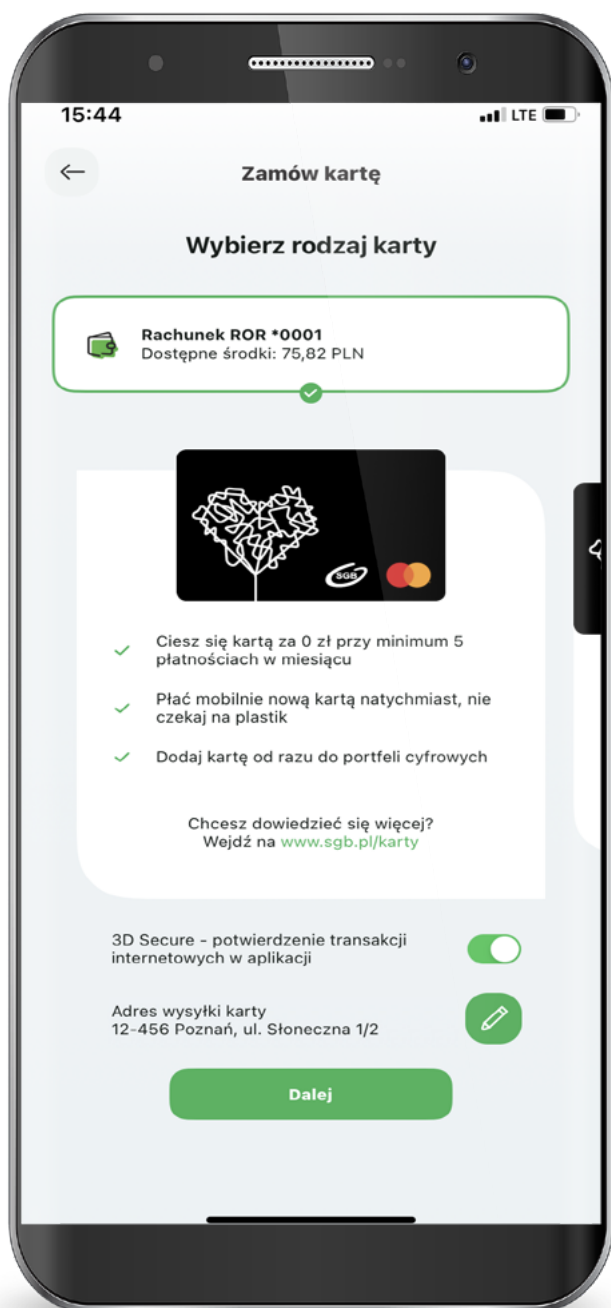 15:44
LTE
Zamów kartę
Wybierz rodzaj karty
Rachunek ROR *0001
Dostępne środki: 75,82 PLN
SGB
Ciesz się kartą za 0 zł przy minimum 5
płatnościach w miesiącu
Płać mobilnie nową kartą natychmiast, nie
czekaj na plastik
Dodaj kartę od razu do portfeli cyfrowych
Chcesz dowiedzieć się więcej?
Wejdź na www.sgb.pl/karty
3D Secure – potwierdzenie transakcji
internetowych w aplikacji
Adres wysyłki karty
12-456 Poznań, ul. Słoneczna 1/2
Dalej